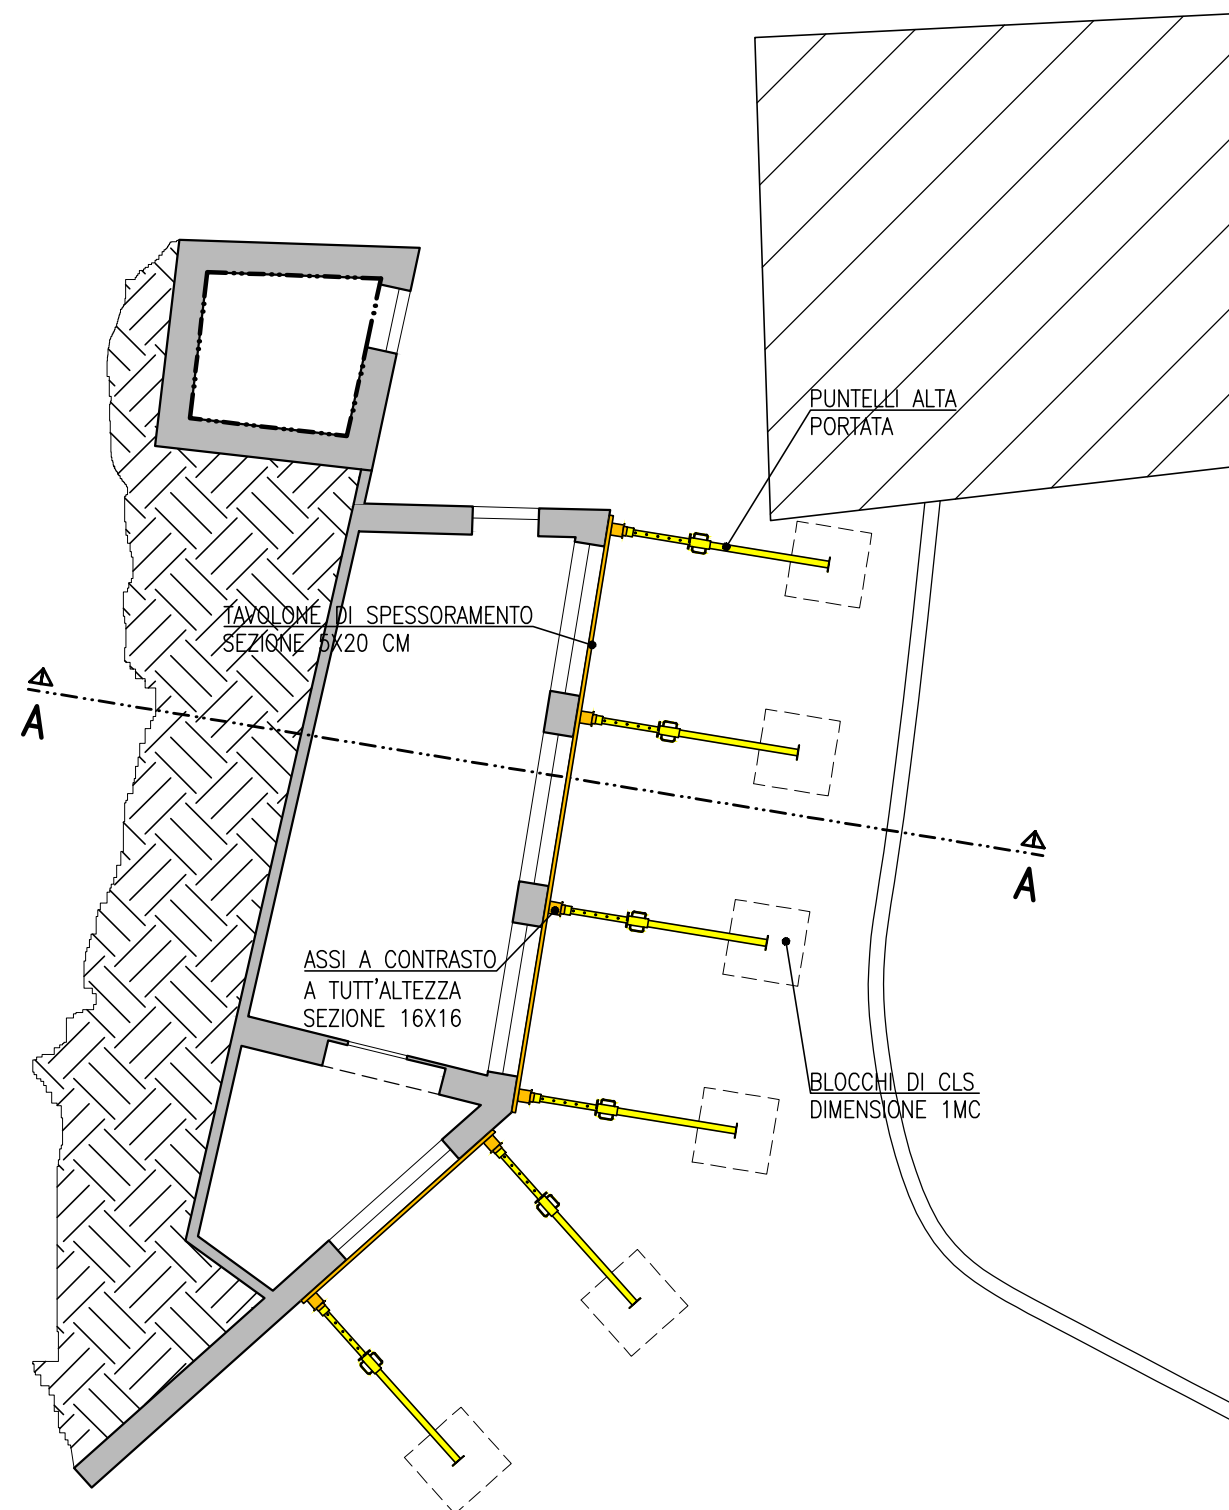 PUNTELLI ALTA
PORTATA
TAVOLONE DI SPESSORAMENTO
SEZIONE 5X20 CM
A
A
ASSI A CONTRASTO
A TUTT'ALTEZZA
SEZIONE 16X16
BLOCCHI DI CLS
DIMENSIONE 1MC